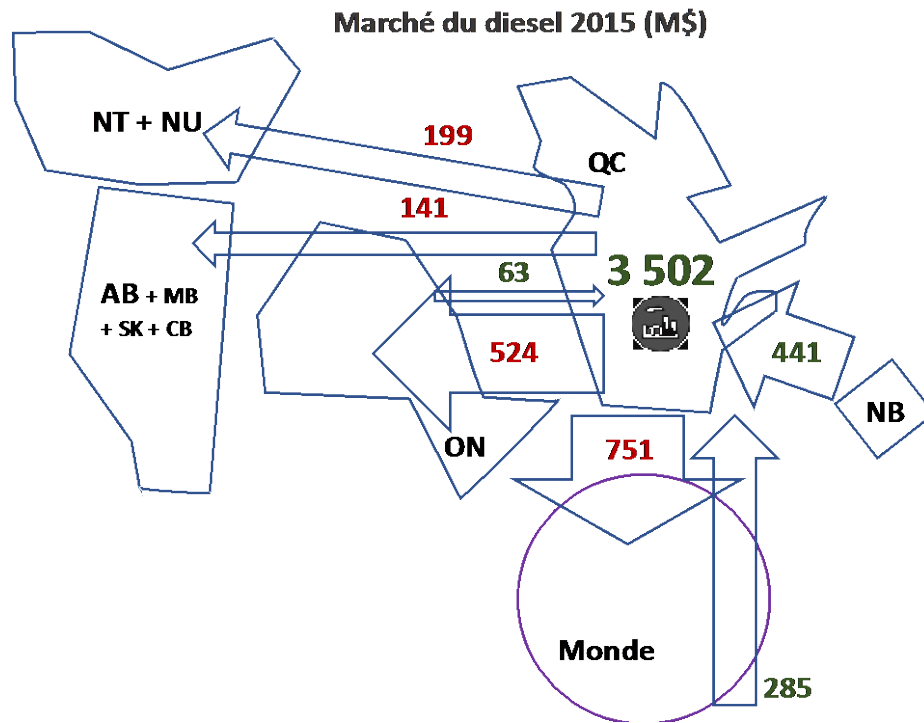 Marché du diesel 2015 (M$)
NT + NU
199
QC
141
63
3 502
AB + MB
+ SK + CB
524
441
NB
ON
751
Monde
285